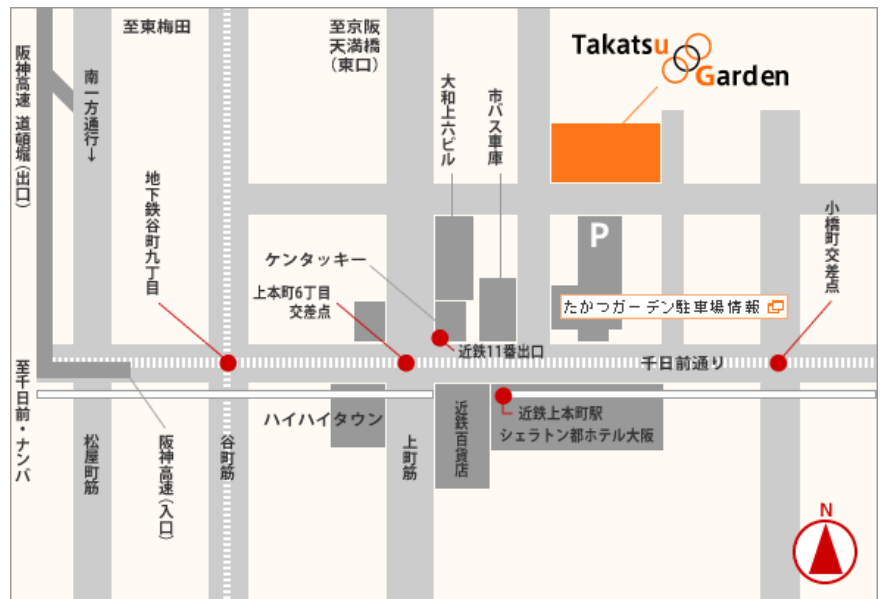 至東梅田
至京阪
天満橋
(東口)
Takatsu
Garden
阪神高速 道頓堀(出口)
南一方通行→
大和上六ビル
市バス車庫
地下鉄谷町九丁目
小橋町交差点
P
ケンタッキー
上本町6丁目
交差点
たかつガーデン駐車場情報
近鉄11番出口
千日前通り
至千日前・ナンバ
ハイハイタウン
近鉄百貨店
近鉄上本町駅
シェラトン都ホテル大阪
松屋町筋
阪神高速(入口)
谷町筋
上町筋
N